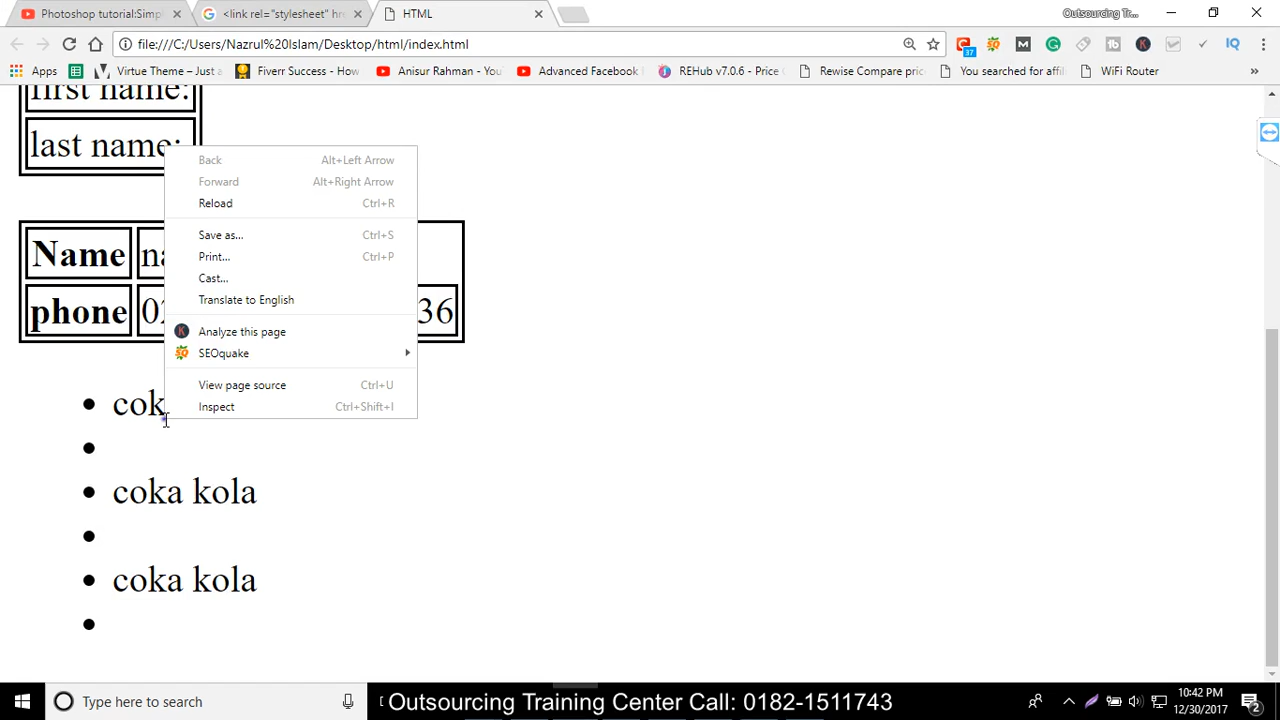 Photoshop tutorial:Simpl
<link rel="stylesheet" hr
HTML
Outsourcing Tr...
file:///C:/Users/Nazrul%20Islam/Desktop/html/index.html
37
Apps
Virtue Theme – Just a
Fiverr Success - How
Anisur Rahman - You
Advanced Facebook
REHub v7.0.6 - Price C
Rewise Compare price
You searched for affil
WiFi Router
first name:
last name:
Back Alt+Left Arrow
Forward Alt+Right Arrow
Reload Ctrl+R
Save as... Ctrl+S
Print... Ctrl+P
Cast...
Translate to English
Analyze this page
SEOquake
View page source Ctrl+U
Inspect Ctrl+Shift+I
Name na
phone 02 36
cok
coka kola
coka kola
Type here to search
Outsourcing Training Center Call: 0182-1511743
10:42 PM
12/30/2017
2